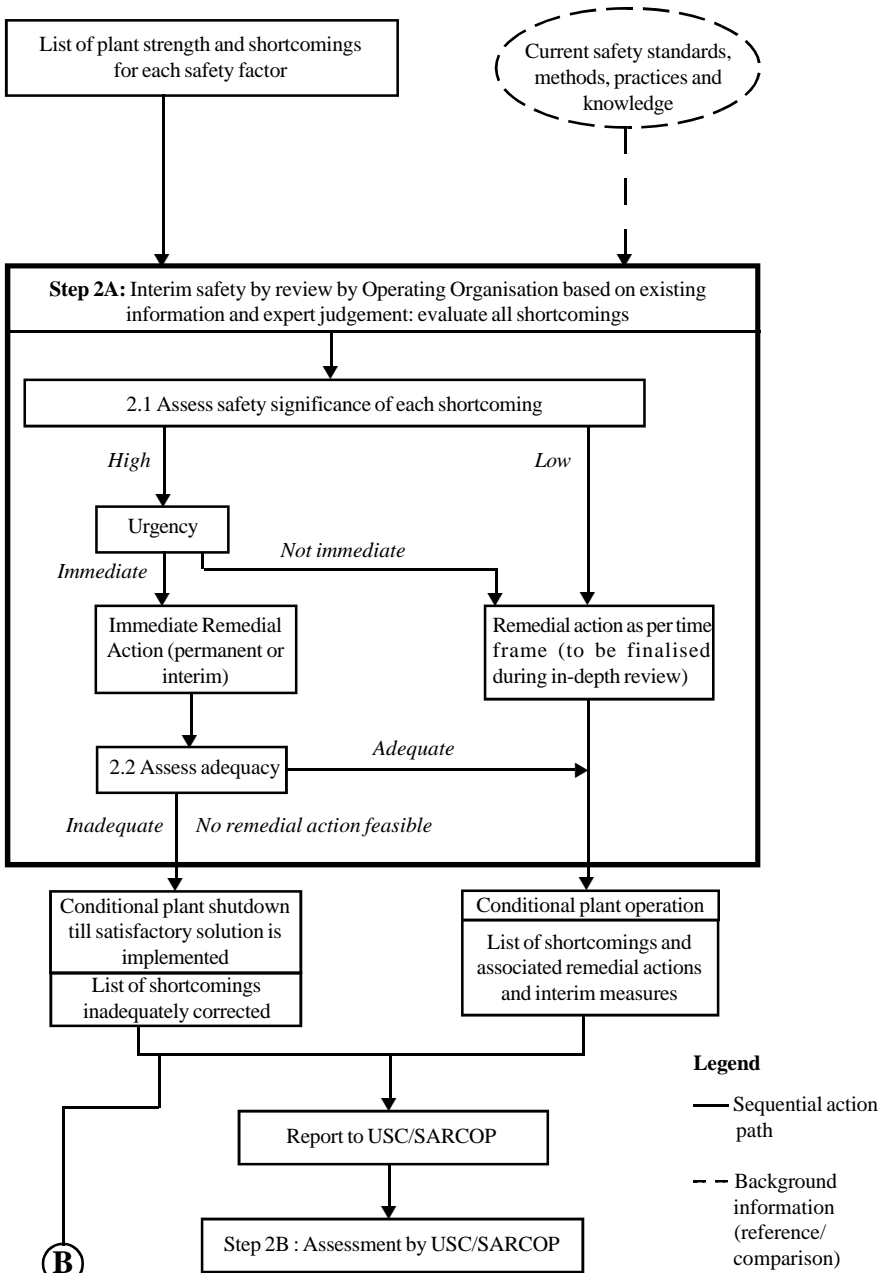 List of plant strength and shortcomings
for each safety factor
Current safety standards,
methods, practices and
knowledge
Step 2A: Interim safety by review by Operating Organisation based on existing
information and expert judgement: evaluate all shortcomings
2.1 Assess safety significance of each shortcoming
High
Low
Urgency
Not immediate
Immediate
Immediate Remedial
Action (permanent or
interim)
Remedial action as per time
frame (to be finalised
during in-depth review)
2.2 Assess adequacy
Adequate
Inadequate
No remedial action feasible
Conditional plant shutdown
till satisfactory solution is
implemented
List of shortcomings
inadequately corrected
Conditional plant operation
List of shortcomings and
associated remedial actions
and interim measures
Report to USC/SARCOP
Step 2B : Assessment by USC/SARCOP
B
Legend
Sequential action
path
Background
information
(reference/
comparison)